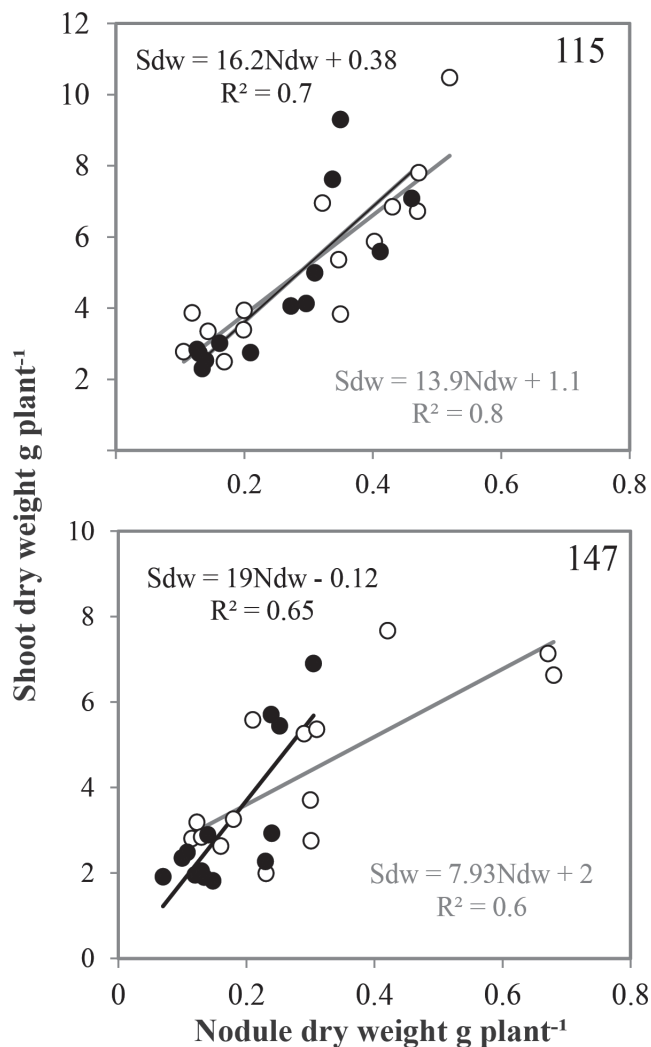 12
10
8
6
4
2
Sdw = 16.2Ndw + 0.38
R² = 0.7
115
Sdw = 13.9Ndw + 1.1
R² = 0.8
0.2 0.4 0.6 0.8
Shoot dry weight g plant⁻¹
10
8
6
4
2
0
Sdw = 19Ndw - 0.12
R² = 0.65
147
Sdw = 7.93Ndw + 2
R² = 0.6
0 0.2 0.4 0.6 0.8
Nodule dry weight g plant⁻¹